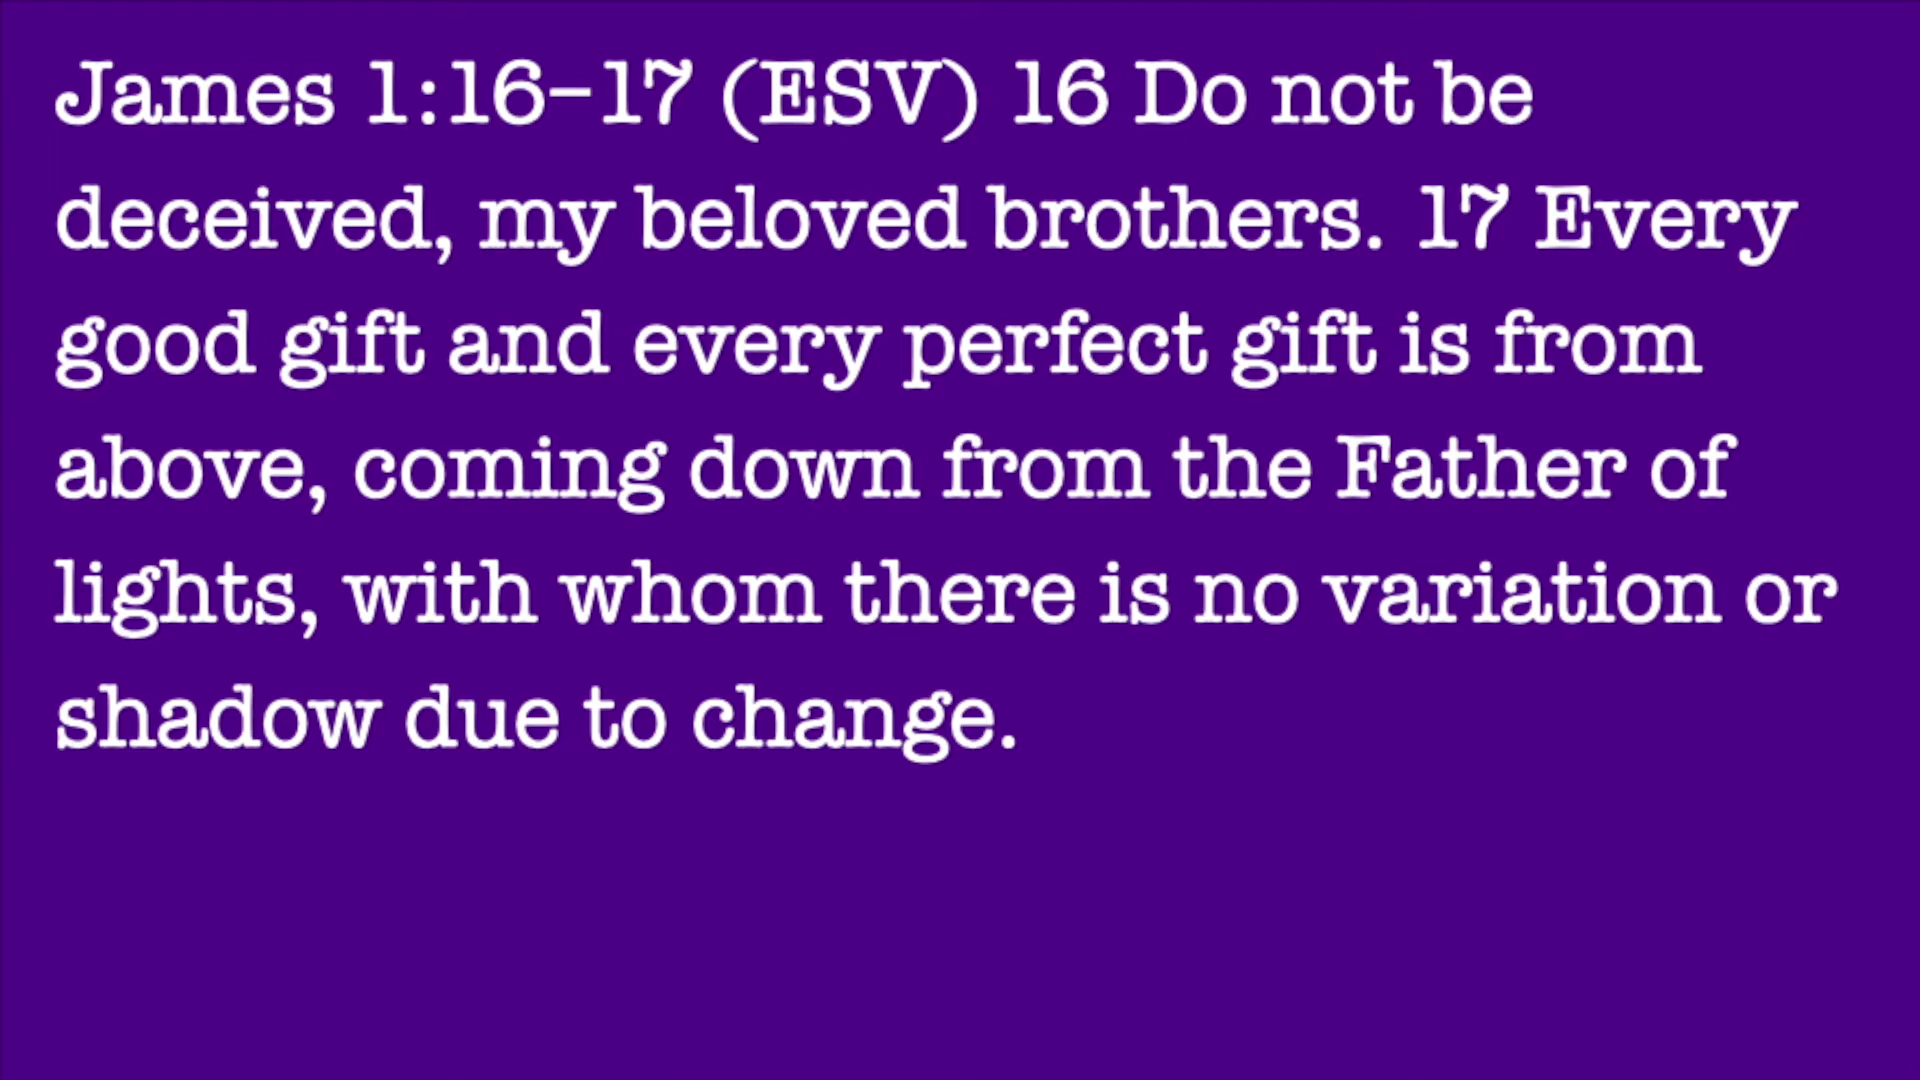 James 1:16–17 (ESV) 16 Do not be
deceived, my beloved brothers. 17 Every
good gift and every perfect gift is from
above, coming down from the Father of
lights, with whom there is no variation or
shadow due to change.